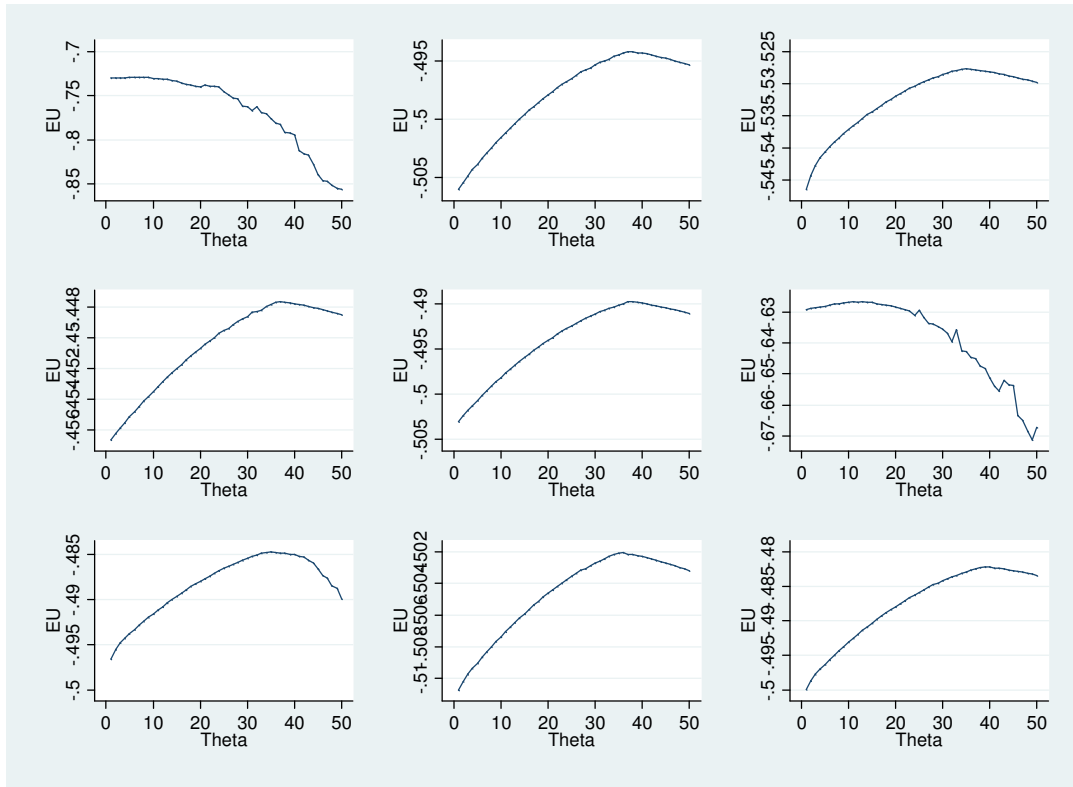 EU
-.85 -.8 -.75 -.7
0 10 20 30 40 50
Theta
EU
-.505 -.5 -.495
0 10 20 30 40 50
Theta
EU
-.545 -.54 -.535 -.53 -.525
0 10 20 30 40 50
Theta
EU
-.456 -.454 -.452 -.45 -.448
0 10 20 30 40 50
Theta
EU
-.505 -.5 -.495 -.49
0 10 20 30 40 50
Theta
EU
-.67 -.66 -.65 -.64 -.63
0 10 20 30 40 50
Theta
EU
-.5 -.495 -.49 -.485
0 10 20 30 40 50
Theta
EU
-.51 -.508 -.506 -.504 -.502
0 10 20 30 40 50
Theta
EU
-.5 -.495 -.49 -.485 -.48
0 10 20 30 40 50
Theta